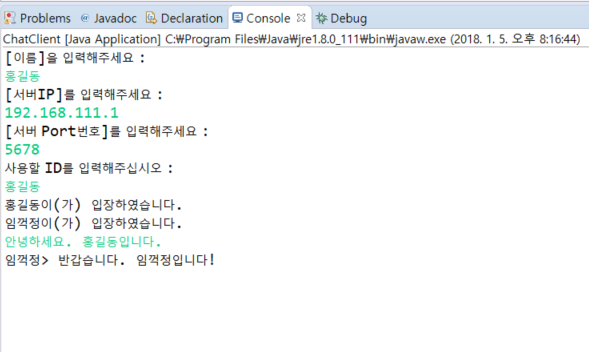 Problems @ Javadoc Declaration Console Debug
ChatClient [Java Application] C:₩Program Files₩Java₩jre1.8.0_111₩bin₩javaw.exe (2018. 1. 5. 오후 8:16:44)
[이름]을 입력해주세요 :
홍길동
[서버IP]를 입력해주세요 :
192.168.111.1
[서버 Port번호]를 입력해주세요 :
5678
사용할 ID를 입력해주십시오 :
홍길동
홍길동이(가) 입장하였습니다.
임꺽정이(가) 입장하였습니다.
안녕하세요. 홍길동입니다.
임꺽정> 반갑습니다. 임꺽정입니다!